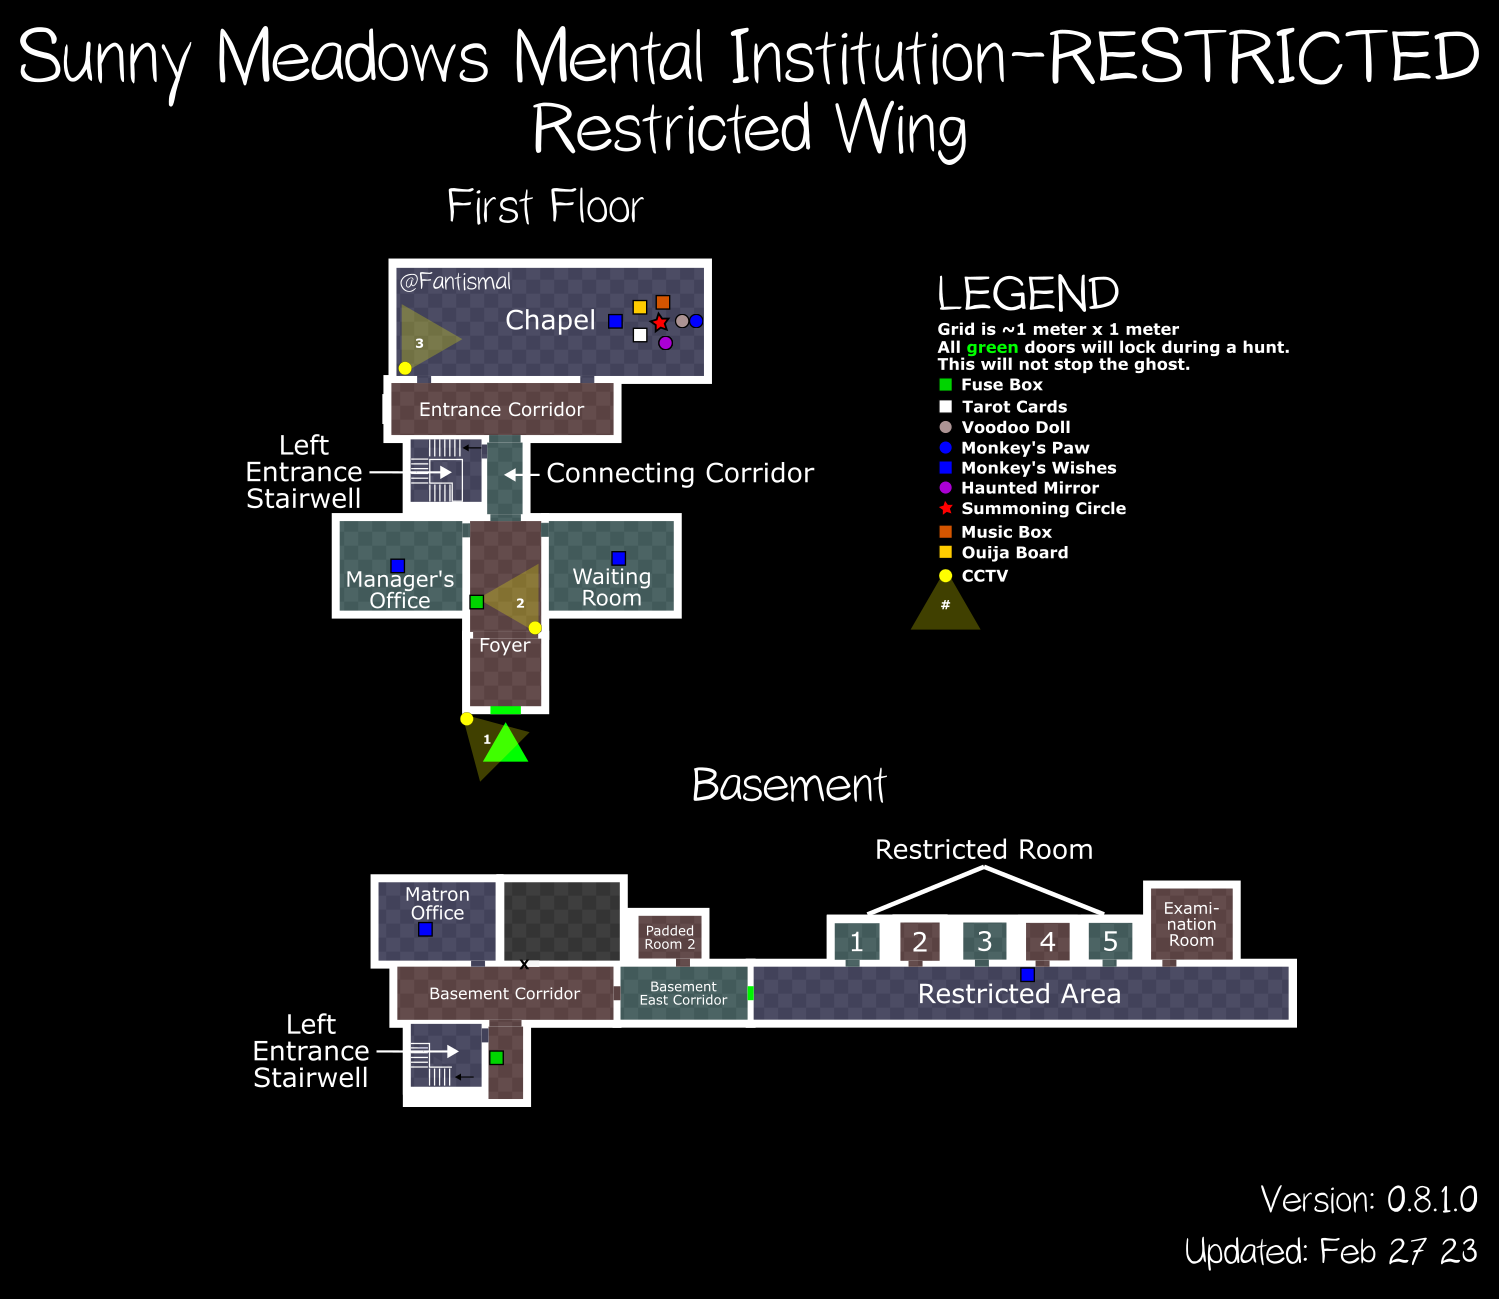 Sunny Meadows Mental Institution-RESTRICTED
Restricted Wing
First Floor
@Fantismal
Chapel
3
Entrance Corridor
Left
Entrance
Stairwell
Connecting Corridor
Manager's
Office
2
Waiting
Room
Foyer
1
LEGEND
Grid is ~1 meter x 1 meter
All green doors will lock during a hunt.
This will not stop the ghost.
Fuse Box
Tarot Cards
Voodoo Doll
Monkey's Paw
Monkey's Wishes
Haunted Mirror
Summoning Circle
Music Box
Ouija Board
CCTV
#
Basement
Restricted Room
Matron
Office
x
Padded
Room 2
1 2 3 4 5
Exami-
nation
Room
Basement Corridor
Basement
East Corridor
Restricted Area
Left
Entrance
Stairwell
Version: 0.8.1.0
Updated: Feb 27 23